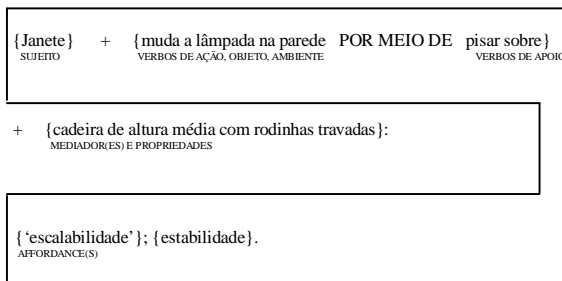 {Janete} + {muda a lâmpada na parede POR MEIO DE pisar sobre}
SUJEITO VERBOS DE AÇÃO, OBJETO, AMBIENTE VERBOS DE APOIO
+ {cadeira de altura média com rodinhas travadas}:
MEDIADOR(ES) E PROPRIEDADES
{‘escalabilidade’}; {estabilidade}.
AFFORDANCE(S)